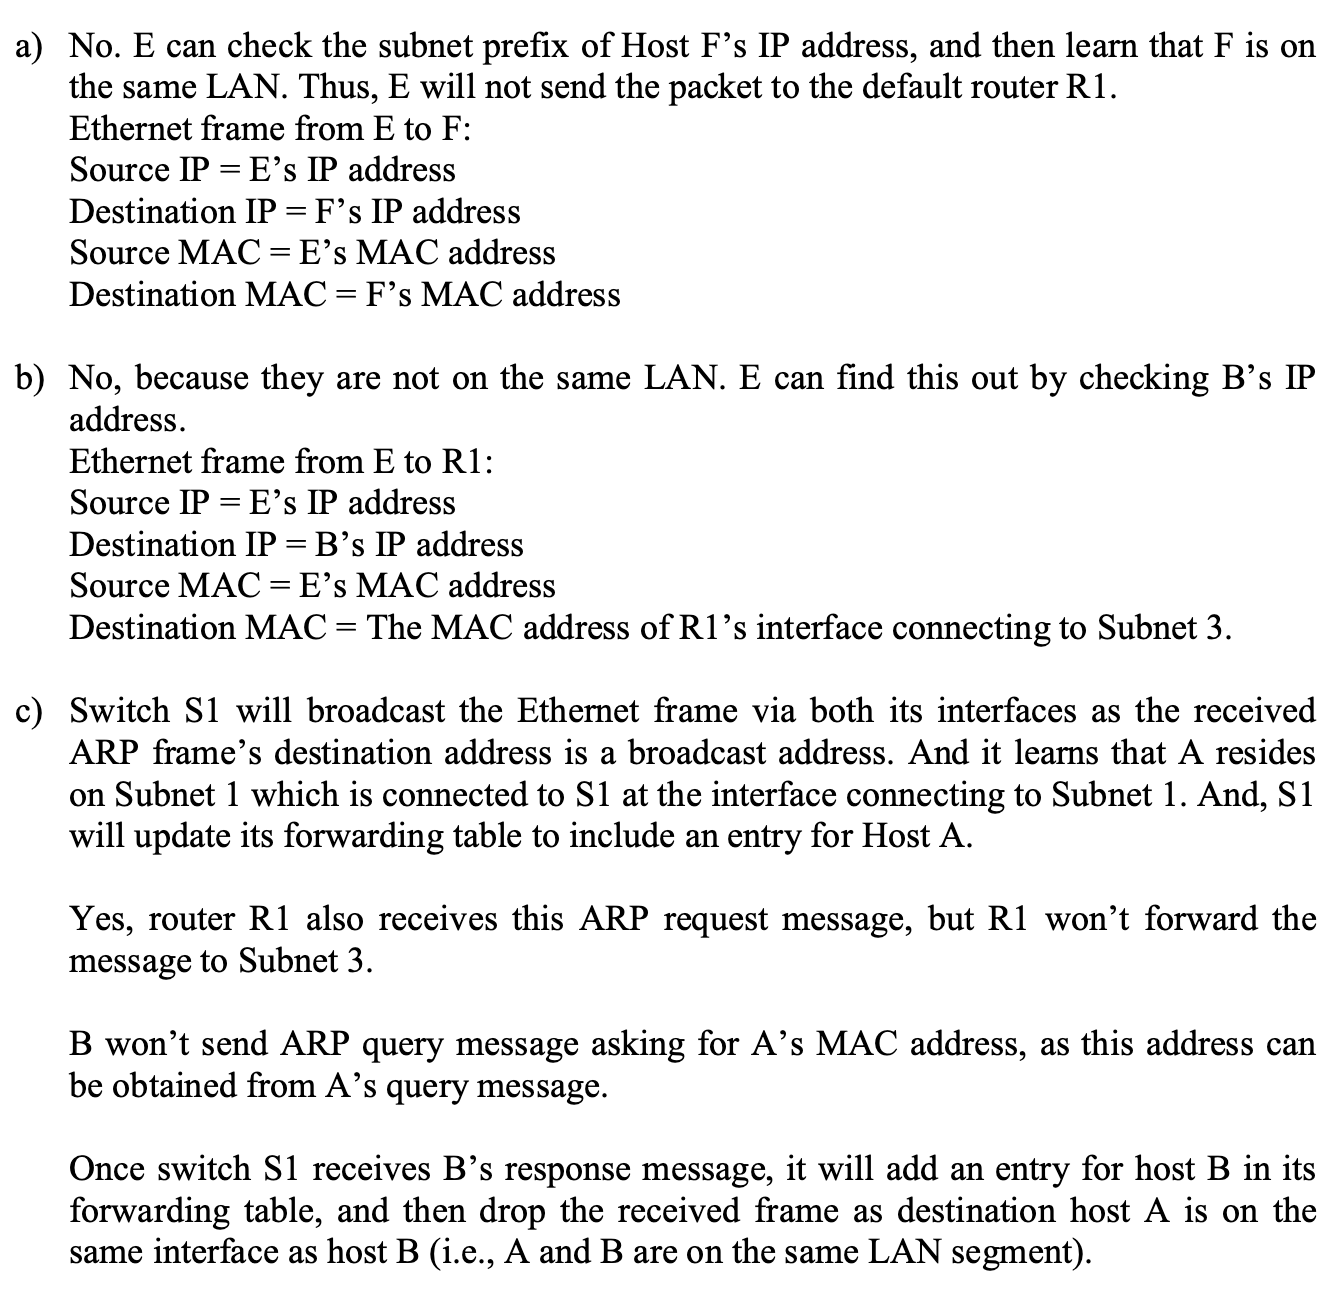 a) No. E can check the subnet prefix of Host F’s IP address, and then learn that F is on
the same LAN. Thus, E will not send the packet to the default router R1.
Ethernet frame from E to F:
Source IP = E’s IP address
Destination IP = F’s IP address
Source MAC = E’s MAC address
Destination MAC = F’s MAC address
b) No, because they are not on the same LAN. E can find this out by checking B’s IP
address.
Ethernet frame from E to R1:
Source IP = E’s IP address
Destination IP = B’s IP address
Source MAC = E’s MAC address
Destination MAC = The MAC address of R1’s interface connecting to Subnet 3.
c) Switch S1 will broadcast the Ethernet frame via both its interfaces as the received
ARP frame’s destination address is a broadcast address. And it learns that A resides
on Subnet 1 which is connected to S1 at the interface connecting to Subnet 1. And, S1
will update its forwarding table to include an entry for Host A.
Yes, router R1 also receives this ARP request message, but R1 won’t forward the
message to Subnet 3.
B won’t send ARP query message asking for A’s MAC address, as this address can
be obtained from A’s query message.
Once switch S1 receives B’s response message, it will add an entry for host B in its
forwarding table, and then drop the received frame as destination host A is on the
same interface as host B (i.e., A and B are on the same LAN segment).